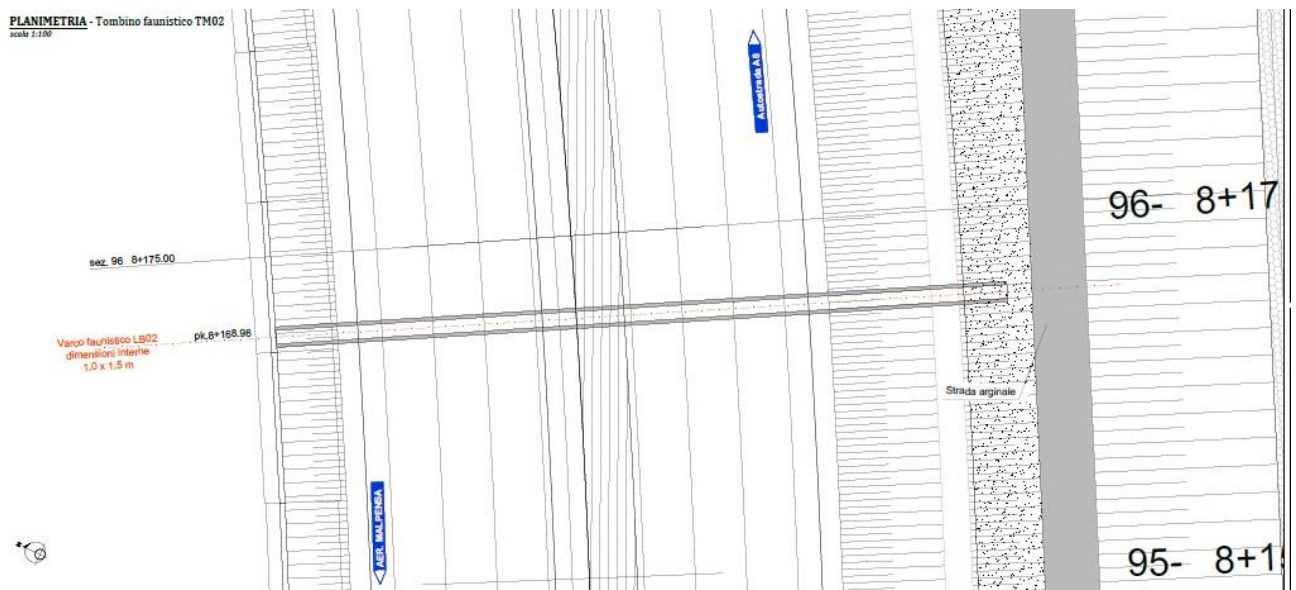 PLANIMETRIA - Tombino faunistico TM02
scala 1:100
Autostrada A8
96- 8+17
sez. 96 8+175.00
pk.8+168.96
Varco faunistico LB02
dimensioni interne
1.0 x 1.5 m
Strada arginale
AER. MALPENSA
95- 8+1